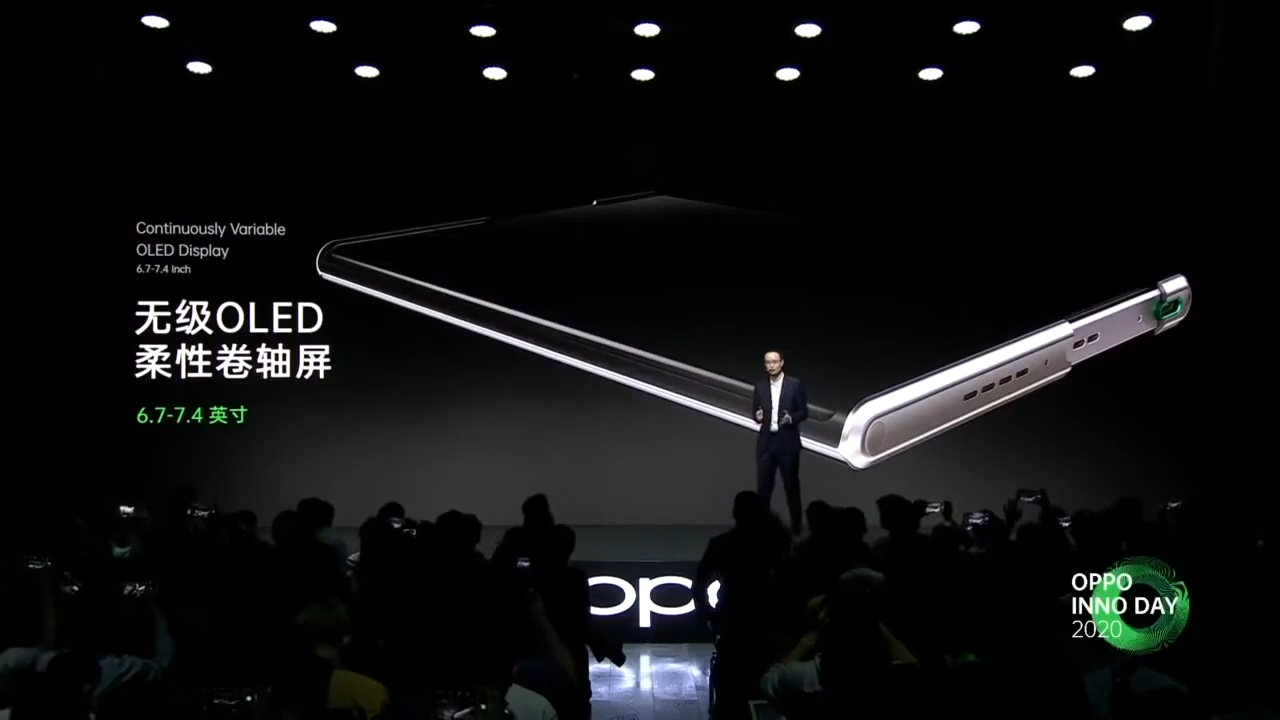 Continuously Variable
OLED Display
6.7-7.4 Inch
无级OLED
柔性卷轴屏
6.7-7.4 英寸
oppo
OPPO
INNO DAY
2020